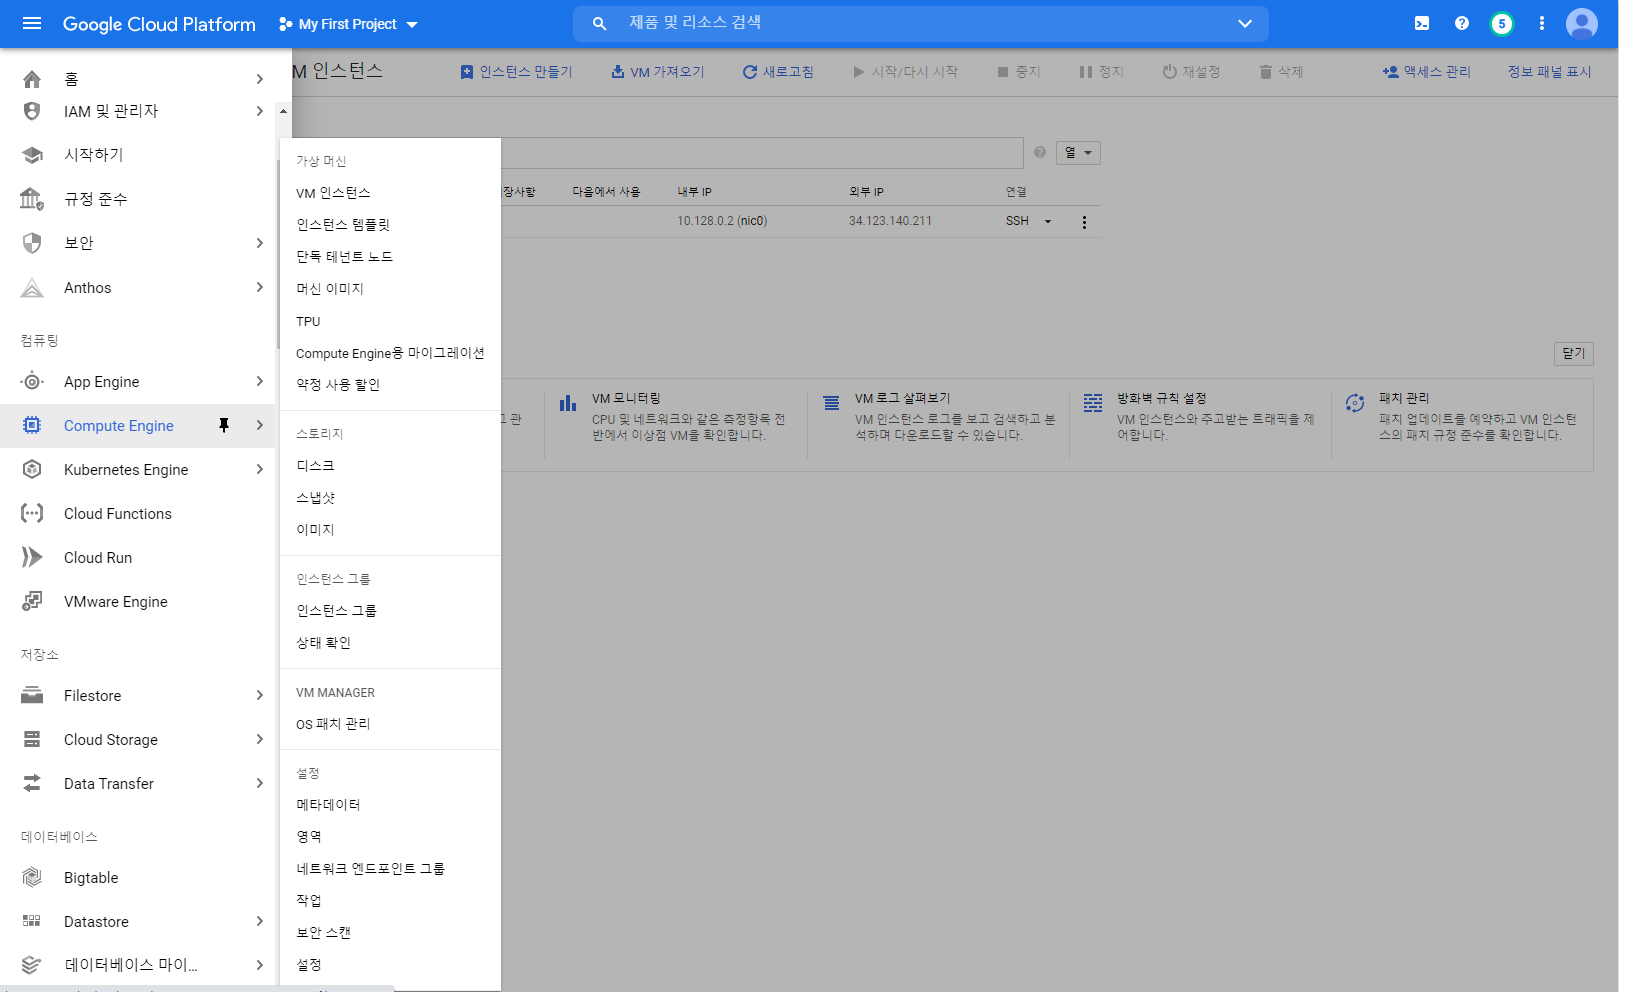 Google Cloud Platform
My First Project
제품 및 리소스 검색
5
홈
IAM 및 관리자
시작하기
규정 준수
보안
Anthos
컴퓨팅
App Engine
Compute Engine
Kubernetes Engine
Cloud Functions
Cloud Run
VMware Engine
저장소
Filestore
Cloud Storage
Data Transfer
데이터베이스
Bigtable
Datastore
데이터베이스 마이...
가상 머신
VM 인스턴스
인스턴스 템플릿
단독 테넌트 노드
머신 이미지
TPU
Compute Engine용 마이그레이션
약정 사용 할인
스토리지
디스크
스냅샷
이미지
인스턴스 그룹
인스턴스 그룹
상태 확인
VM MANAGER
OS 패치 관리
설정
메타데이터
영역
네트워크 엔드포인트 그룹
작업
보안 스캔
설정
M 인스턴스
인스턴스 만들기
VM 가져오기
새로고침
시작/다시 시작
중지
정지
재설정
삭제
액세스 관리
정보 패널 표시
열
장사항 다음에서 사용 내부 IP 외부 IP 연결
10.128.0.2 (nic0) 34.123.140.211 SSH
닫기
관
VM 모니터링
CPU 및 네트워크와 같은 측정항목 전
반에서 이상점 VM을 확인합니다.
VM 로그 살펴보기
VM 인스턴스 로그를 보고 검색하고 분
석하며 다운로드할 수 있습니다.
방화벽 규칙 설정
VM 인스턴스와 주고받는 트래픽을 제
어합니다.
패치 관리
패치 업데이트를 예약하고 VM 인스턴
스의 패치 규정 준수를 확인합니다.